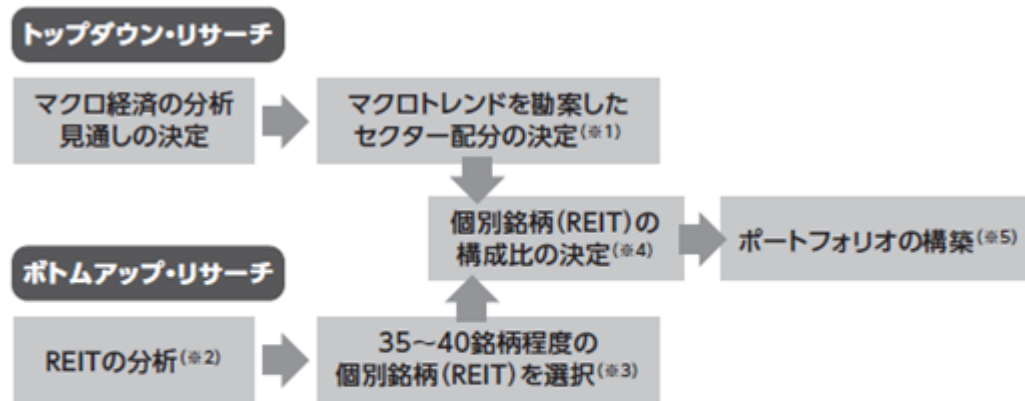 トップダウン・リサーチ
マクロ経済の分析
見通しの決定
マクロトレンドを勘案した
セクター配分の決定(※1)
個別銘柄(REIT)の
構成比の決定(※4)
ポートフォリオの構築(※5)
ボトムアップ・リサーチ
REITの分析(※2)
35～40銘柄程度の
個別銘柄(REIT)を選択(※3)